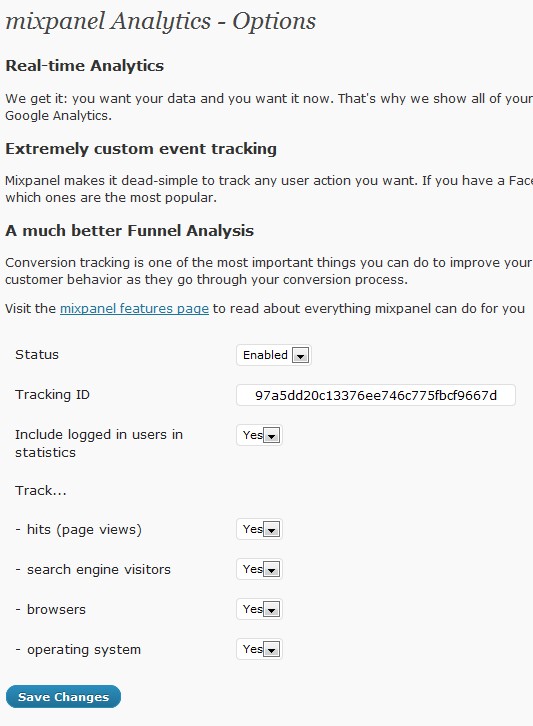 mixpanel Analytics - Options
Real-time Analytics
We get it: you want your data and you want it now. That's why we show all of your
Google Analytics.
Extremely custom event tracking
Mixpanel makes it dead-simple to track any user action you want. If you have a Face
which ones are the most popular.
A much better Funnel Analysis
Conversion tracking is one of the most important things you can do to improve your
customer behavior as they go through your conversion process.
Visit the mixpanel features page to read about everything mixpanel can do for you
Status Enabled
Tracking ID 97a5dd20c13376ee746c775fbcf9667d
Include logged in users in Yes
statistics
Track...
- hits (page views) Yes
- search engine visitors Yes
- browsers Yes
- operating system Yes
Save Changes